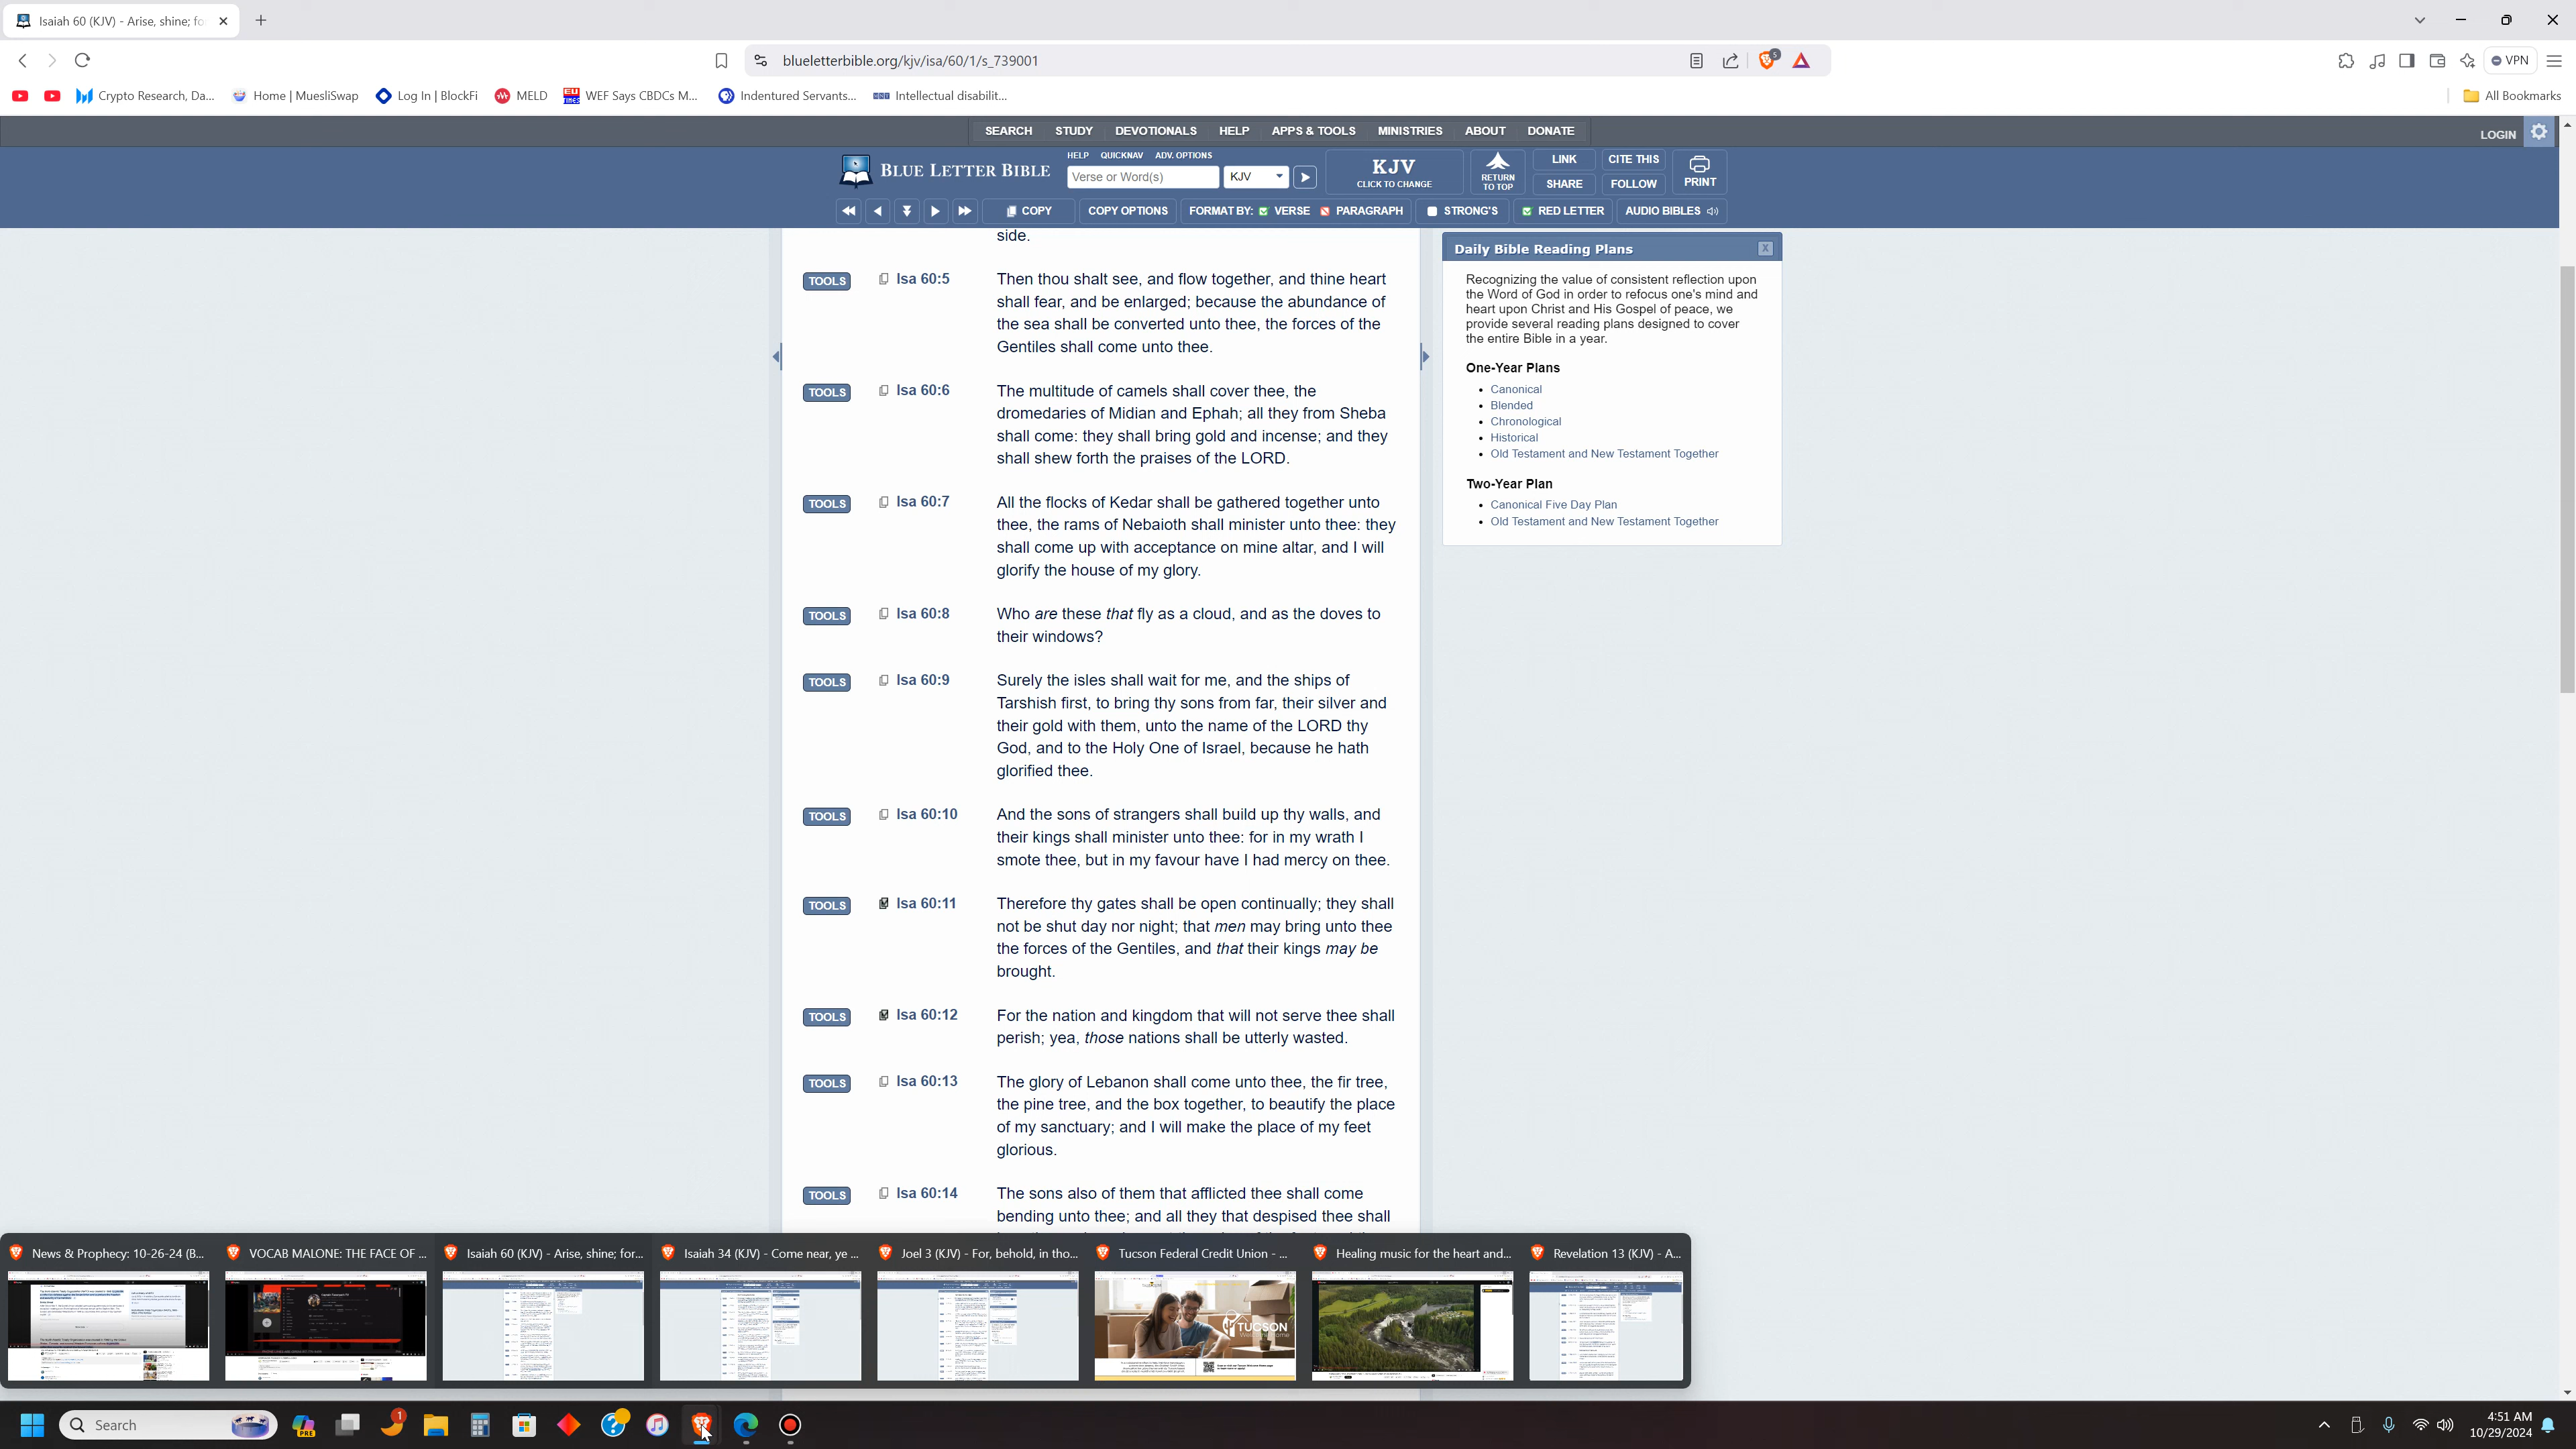 Isaiah 60 (KJV) - Arise, shine; fo
blueletterbible.org/kjv/isa/60/1/s_739001
5
VPN
Crypto Research, Da...
Home | MuesliSwap
Log In | BlockFi
MELD
WEF Says CBDCs M...
Indentured Servants...
Intellectual disabilit...
All Bookmarks
SEARCH STUDY DEVOTIONALS HELP APPS & TOOLS MINISTRIES ABOUT DONATE
LOGIN
BLUE LETTER BIBLE
HELP QUICKNAV ADV. OPTIONS
Verse or Word(s)
KJV
KJV
CLICK TO CHANGE
RETURN
TO TOP
LINK
CITE THIS
SHARE
FOLLOW
PRINT
COPY COPY OPTIONS FORMAT BY: VERSE PARAGRAPH STRONG'S RED LETTER AUDIO BIBLES
side.
TOOLS Isa 60:5 Then thou shalt see, and flow together, and thine heart
shall fear, and be enlarged; because the abundance of
the sea shall be converted unto thee, the forces of the
Gentiles shall come unto thee.
TOOLS Isa 60:6 The multitude of camels shall cover thee, the
dromedaries of Midian and Ephah; all they from Sheba
shall come: they shall bring gold and incense; and they
shall shew forth the praises of the LORD.
TOOLS Isa 60:7 All the flocks of Kedar shall be gathered together unto
thee, the rams of Nebaioth shall minister unto thee: they
shall come up with acceptance on mine altar, and I will
glorify the house of my glory.
TOOLS Isa 60:8 Who are these that fly as a cloud, and as the doves to
their windows?
TOOLS Isa 60:9 Surely the isles shall wait for me, and the ships of
Tarshish first, to bring thy sons from far, their silver and
their gold with them, unto the name of the LORD thy
God, and to the Holy One of Israel, because he hath
glorified thee.
TOOLS Isa 60:10 And the sons of strangers shall build up thy walls, and
their kings shall minister unto thee: for in my wrath I
smote thee, but in my favour have I had mercy on thee.
TOOLS Isa 60:11 Therefore thy gates shall be open continually; they shall
not be shut day nor night; that men may bring unto thee
the forces of the Gentiles, and that their kings may be
brought.
TOOLS Isa 60:12 For the nation and kingdom that will not serve thee shall
perish; yea, those nations shall be utterly wasted.
TOOLS Isa 60:13 The glory of Lebanon shall come unto thee, the fir tree,
the pine tree, and the box together, to beautify the place
of my sanctuary; and I will make the place of my feet
glorious.
TOOLS Isa 60:14 The sons also of them that afflicted thee shall come
bending unto thee; and all they that despised thee shall
Daily Bible Reading Plans X
Recognizing the value of consistent reflection upon
the Word of God in order to refocus one's mind and
heart upon Christ and His Gospel of peace, we
provide several reading plans designed to cover
the entire Bible in a year.
One-Year Plans
Canonical
Blended
Chronological
Historical
Old Testament and New Testament Together
Two-Year Plan
Canonical Five Day Plan
Old Testament and New Testament Together
News & Prophecy: 10-26-24 (B...
VOCAB MALONE: THE FACE OF ...
Isaiah 60 (KJV) - Arise, shine; for...
Isaiah 34 (KJV) - Come near, ye ...
Joel 3 (KJV) - For, behold, in tho...
Tucson Federal Credit Union - ...
Healing music for the heart and...
Revelation 13 (KJV) - A...
TUCSON
Search
PRE
1
4:51 AM
10/29/2024